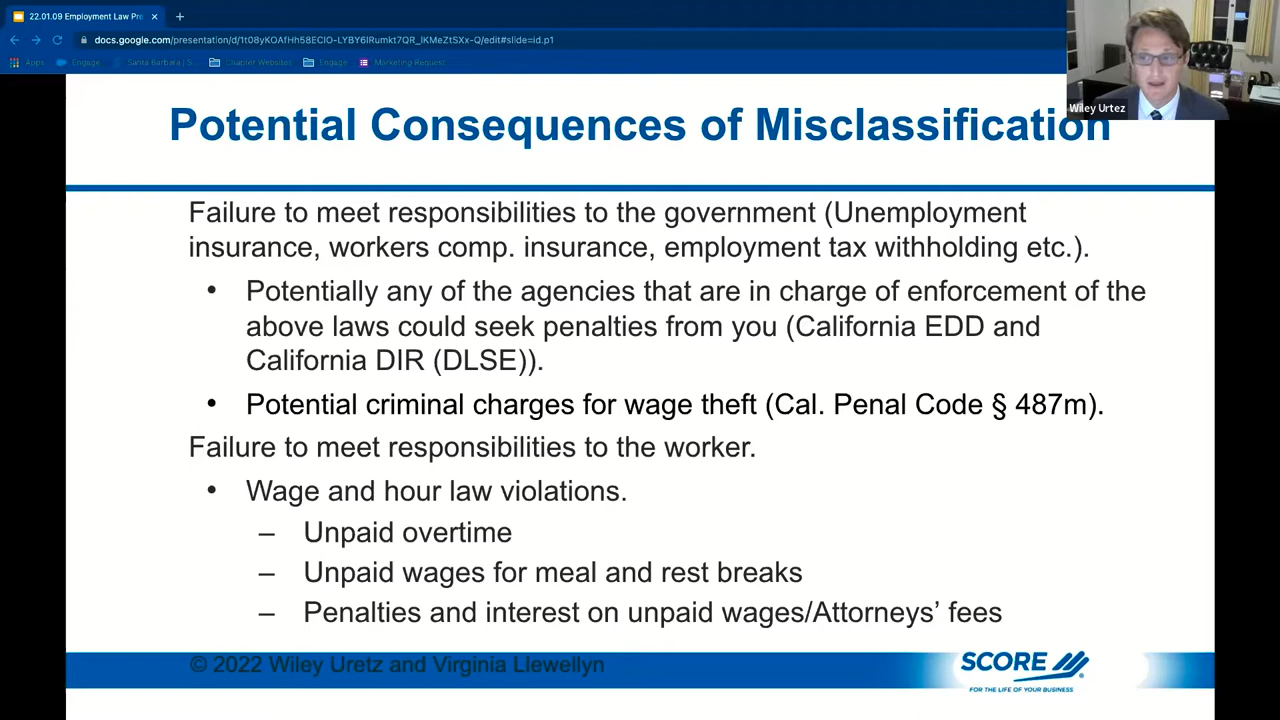 22.01.09 Employment Law Pre
docs.google.com/presentation/d/1t08yKOAfHh58ECIO-LYBY6lRumkt7QR_lKMeZtSXx-Q/edit#slide=id.p1
Apps Engage Santa Barbara | S... Chapter Websites Engage Marketing Request...
Wiley Urtez
Potential Consequences of Misclassification
Failure to meet responsibilities to the government (Unemployment
insurance, workers comp. insurance, employment tax withholding etc.).
• Potentially any of the agencies that are in charge of enforcement of the
above laws could seek penalties from you (California EDD and
California DIR (DLSE)).
• Potential criminal charges for wage theft (Cal. Penal Code § 487m).
Failure to meet responsibilities to the worker.
• Wage and hour law violations.
– Unpaid overtime
– Unpaid wages for meal and rest breaks
– Penalties and interest on unpaid wages/Attorneys’ fees
© 2022 Wiley Uretz and Virginia Llewellyn
SCORE
FOR THE LIFE OF YOUR BUSINESS